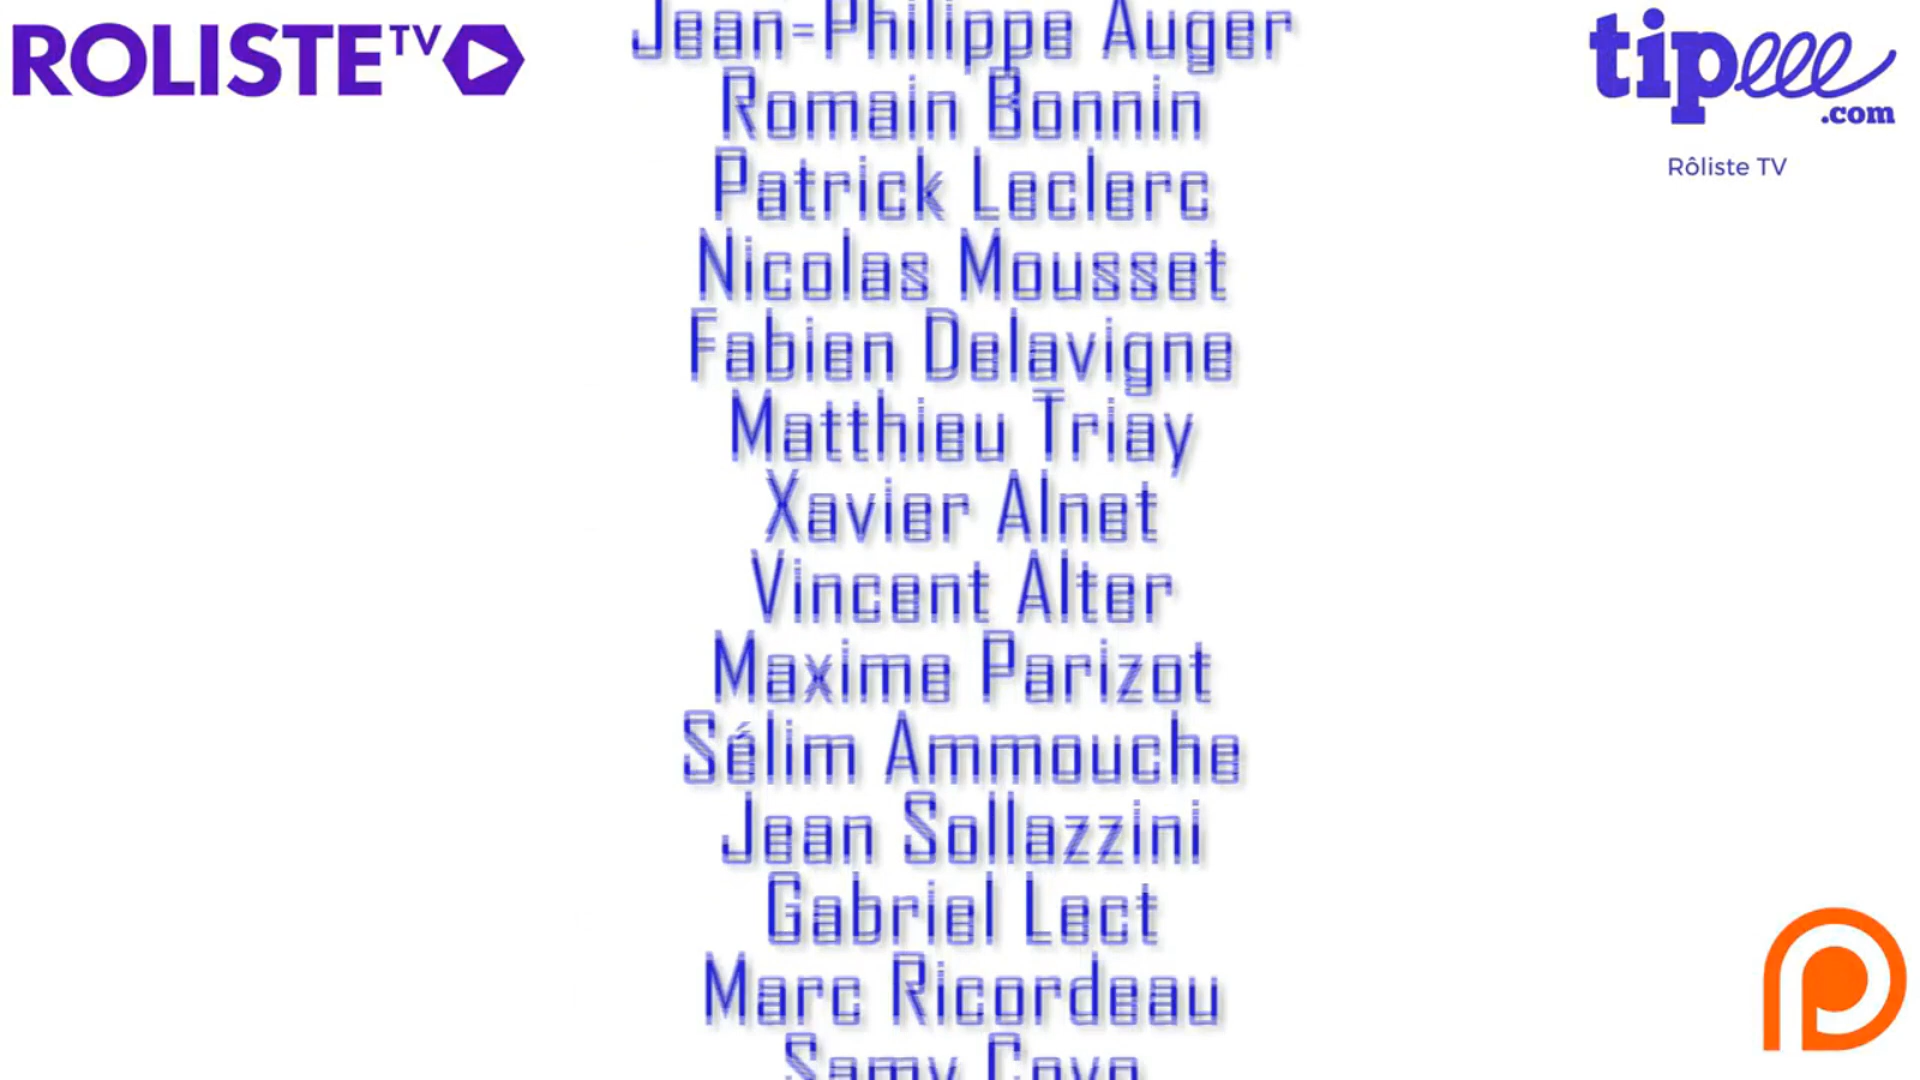 ROLISTE TV
tipeee
.com
Rôliste TV
Jean-Philippe Auger
Romain Bonnin
Patrick Leclerc
Nicolas Mousset
Fabien Delavigne
Matthieu Triay
Xavier Alnet
Vincent Alter
Maxime Parizot
Sélim Ammouche
Jean Sollazzini
Gabriel Lect
Marc Ricordeau
Samy